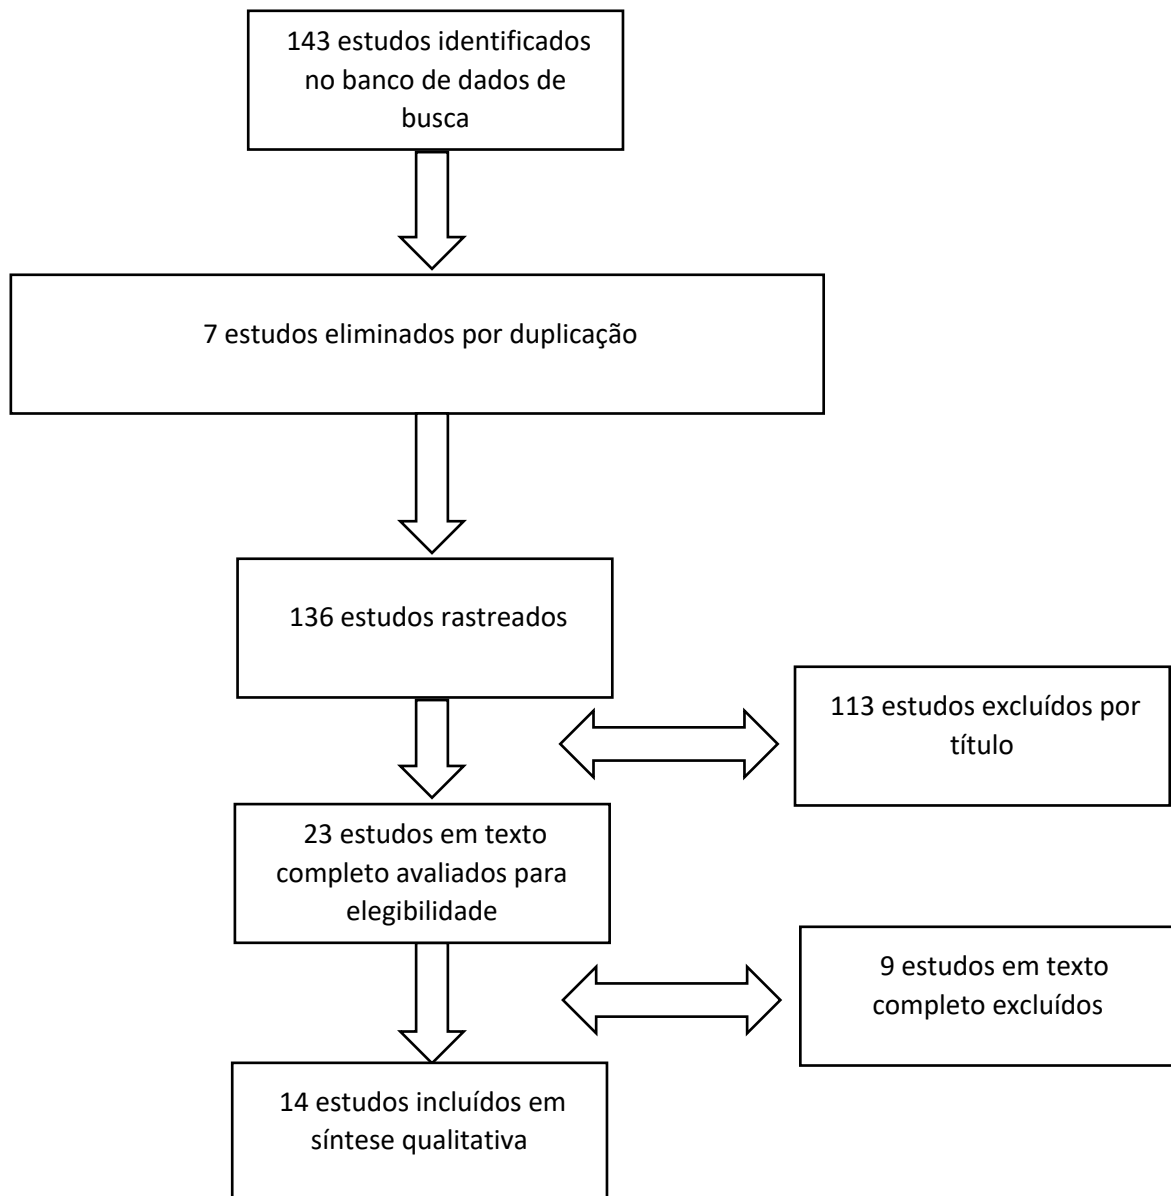 143 estudos identificados
no banco de dados de
busca
7 estudos eliminados por duplicação
136 estudos rastreados
113 estudos excluídos por
título
23 estudos em texto
completo avaliados para
elegibilidade
9 estudos em texto
completo excluídos
14 estudos incluídos em
síntese qualitativa